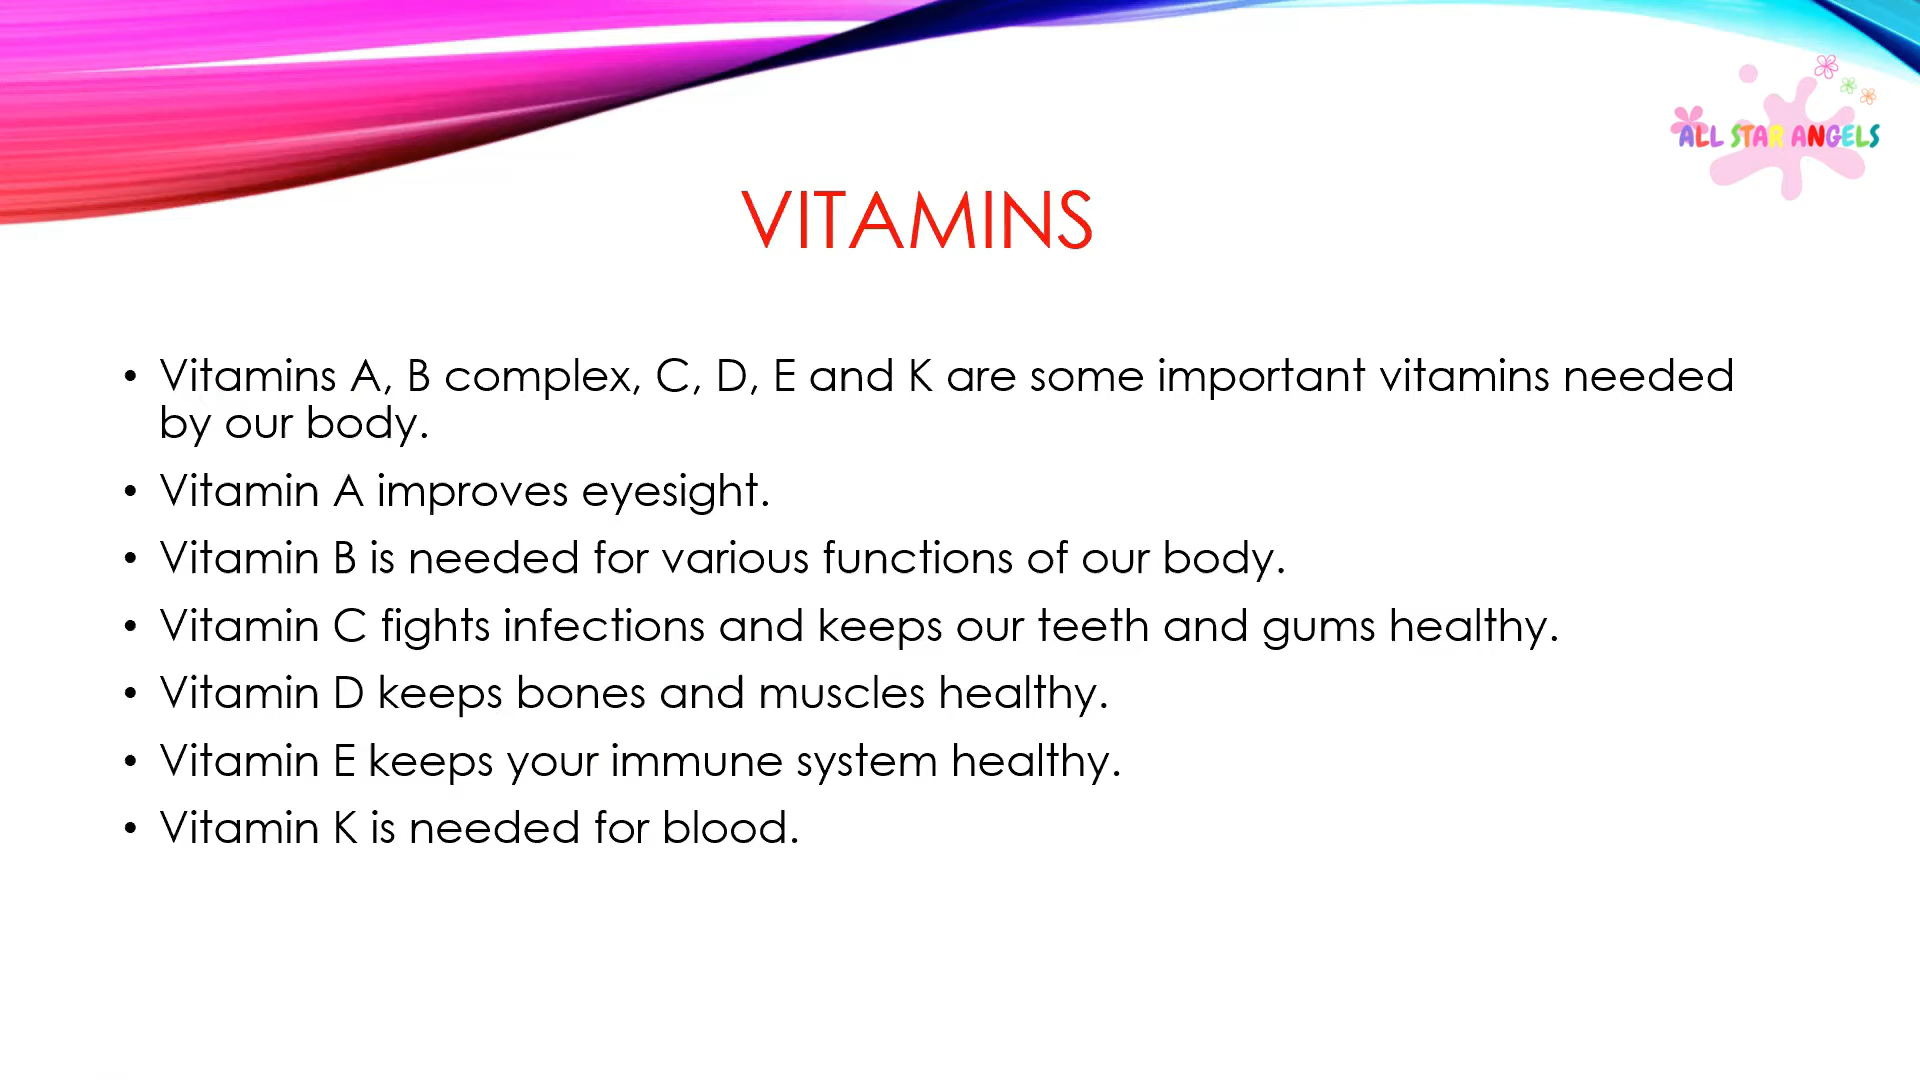 ALL STAR ANGELS
VITAMINS
• Vitamins A, B complex, C, D, E and K are some important vitamins needed
by our body.
• Vitamin A improves eyesight.
• Vitamin B is needed for various functions of our body.
• Vitamin C fights infections and keeps our teeth and gums healthy.
• Vitamin D keeps bones and muscles healthy.
• Vitamin E keeps your immune system healthy.
• Vitamin K is needed for blood.